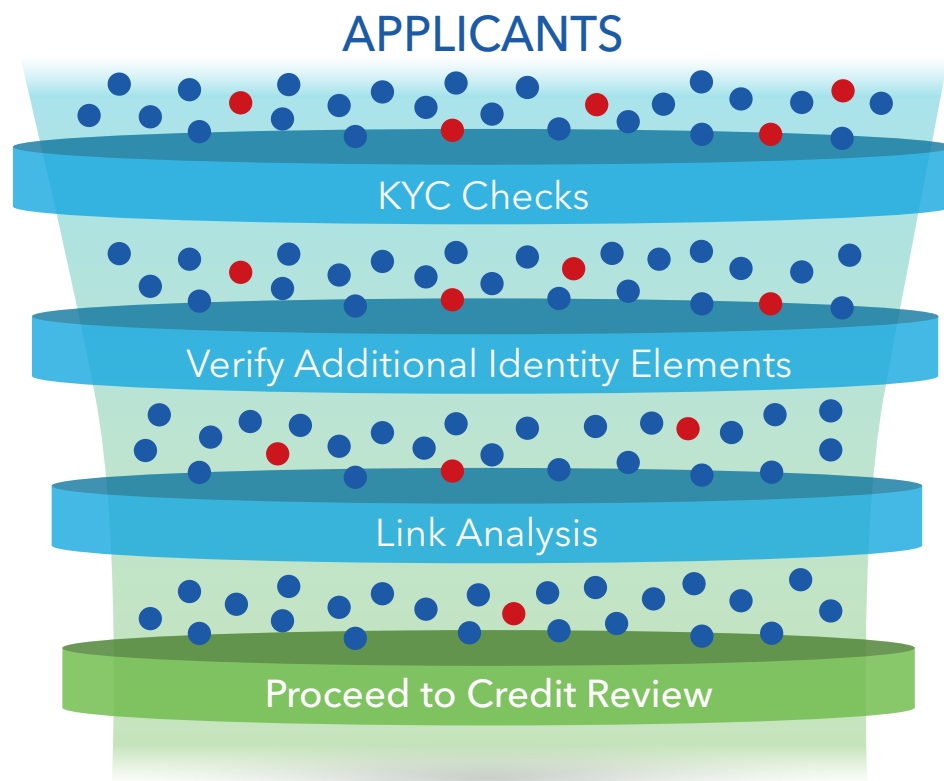 APPLICANTS
KYC Checks
Verify Additional Identity Elements
Link Analysis
Proceed to Credit Review